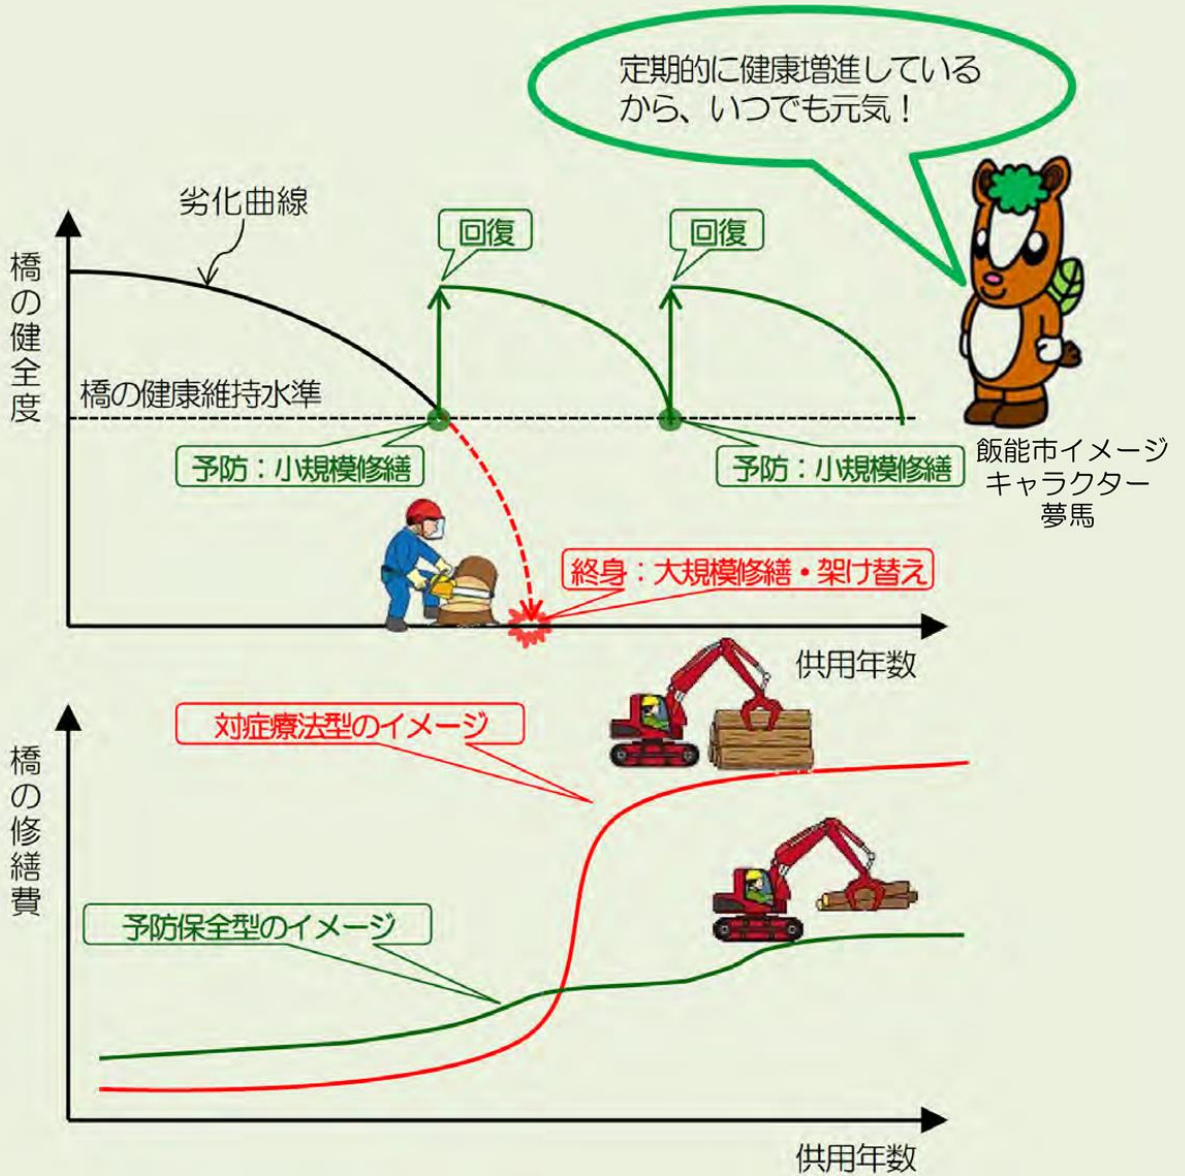 定期的に健康増進している
から、いつでも元気！
劣化曲線
回復
回復
橋の健全度
橋の健康維持水準
予防：小規模修繕
予防：小規模修繕
飯能市イメージ
キャラクター
夢馬
終身：大規模修繕・架け替え
供用年数
対症療法型のイメージ
橋の修繕費
予防保全型のイメージ
供用年数